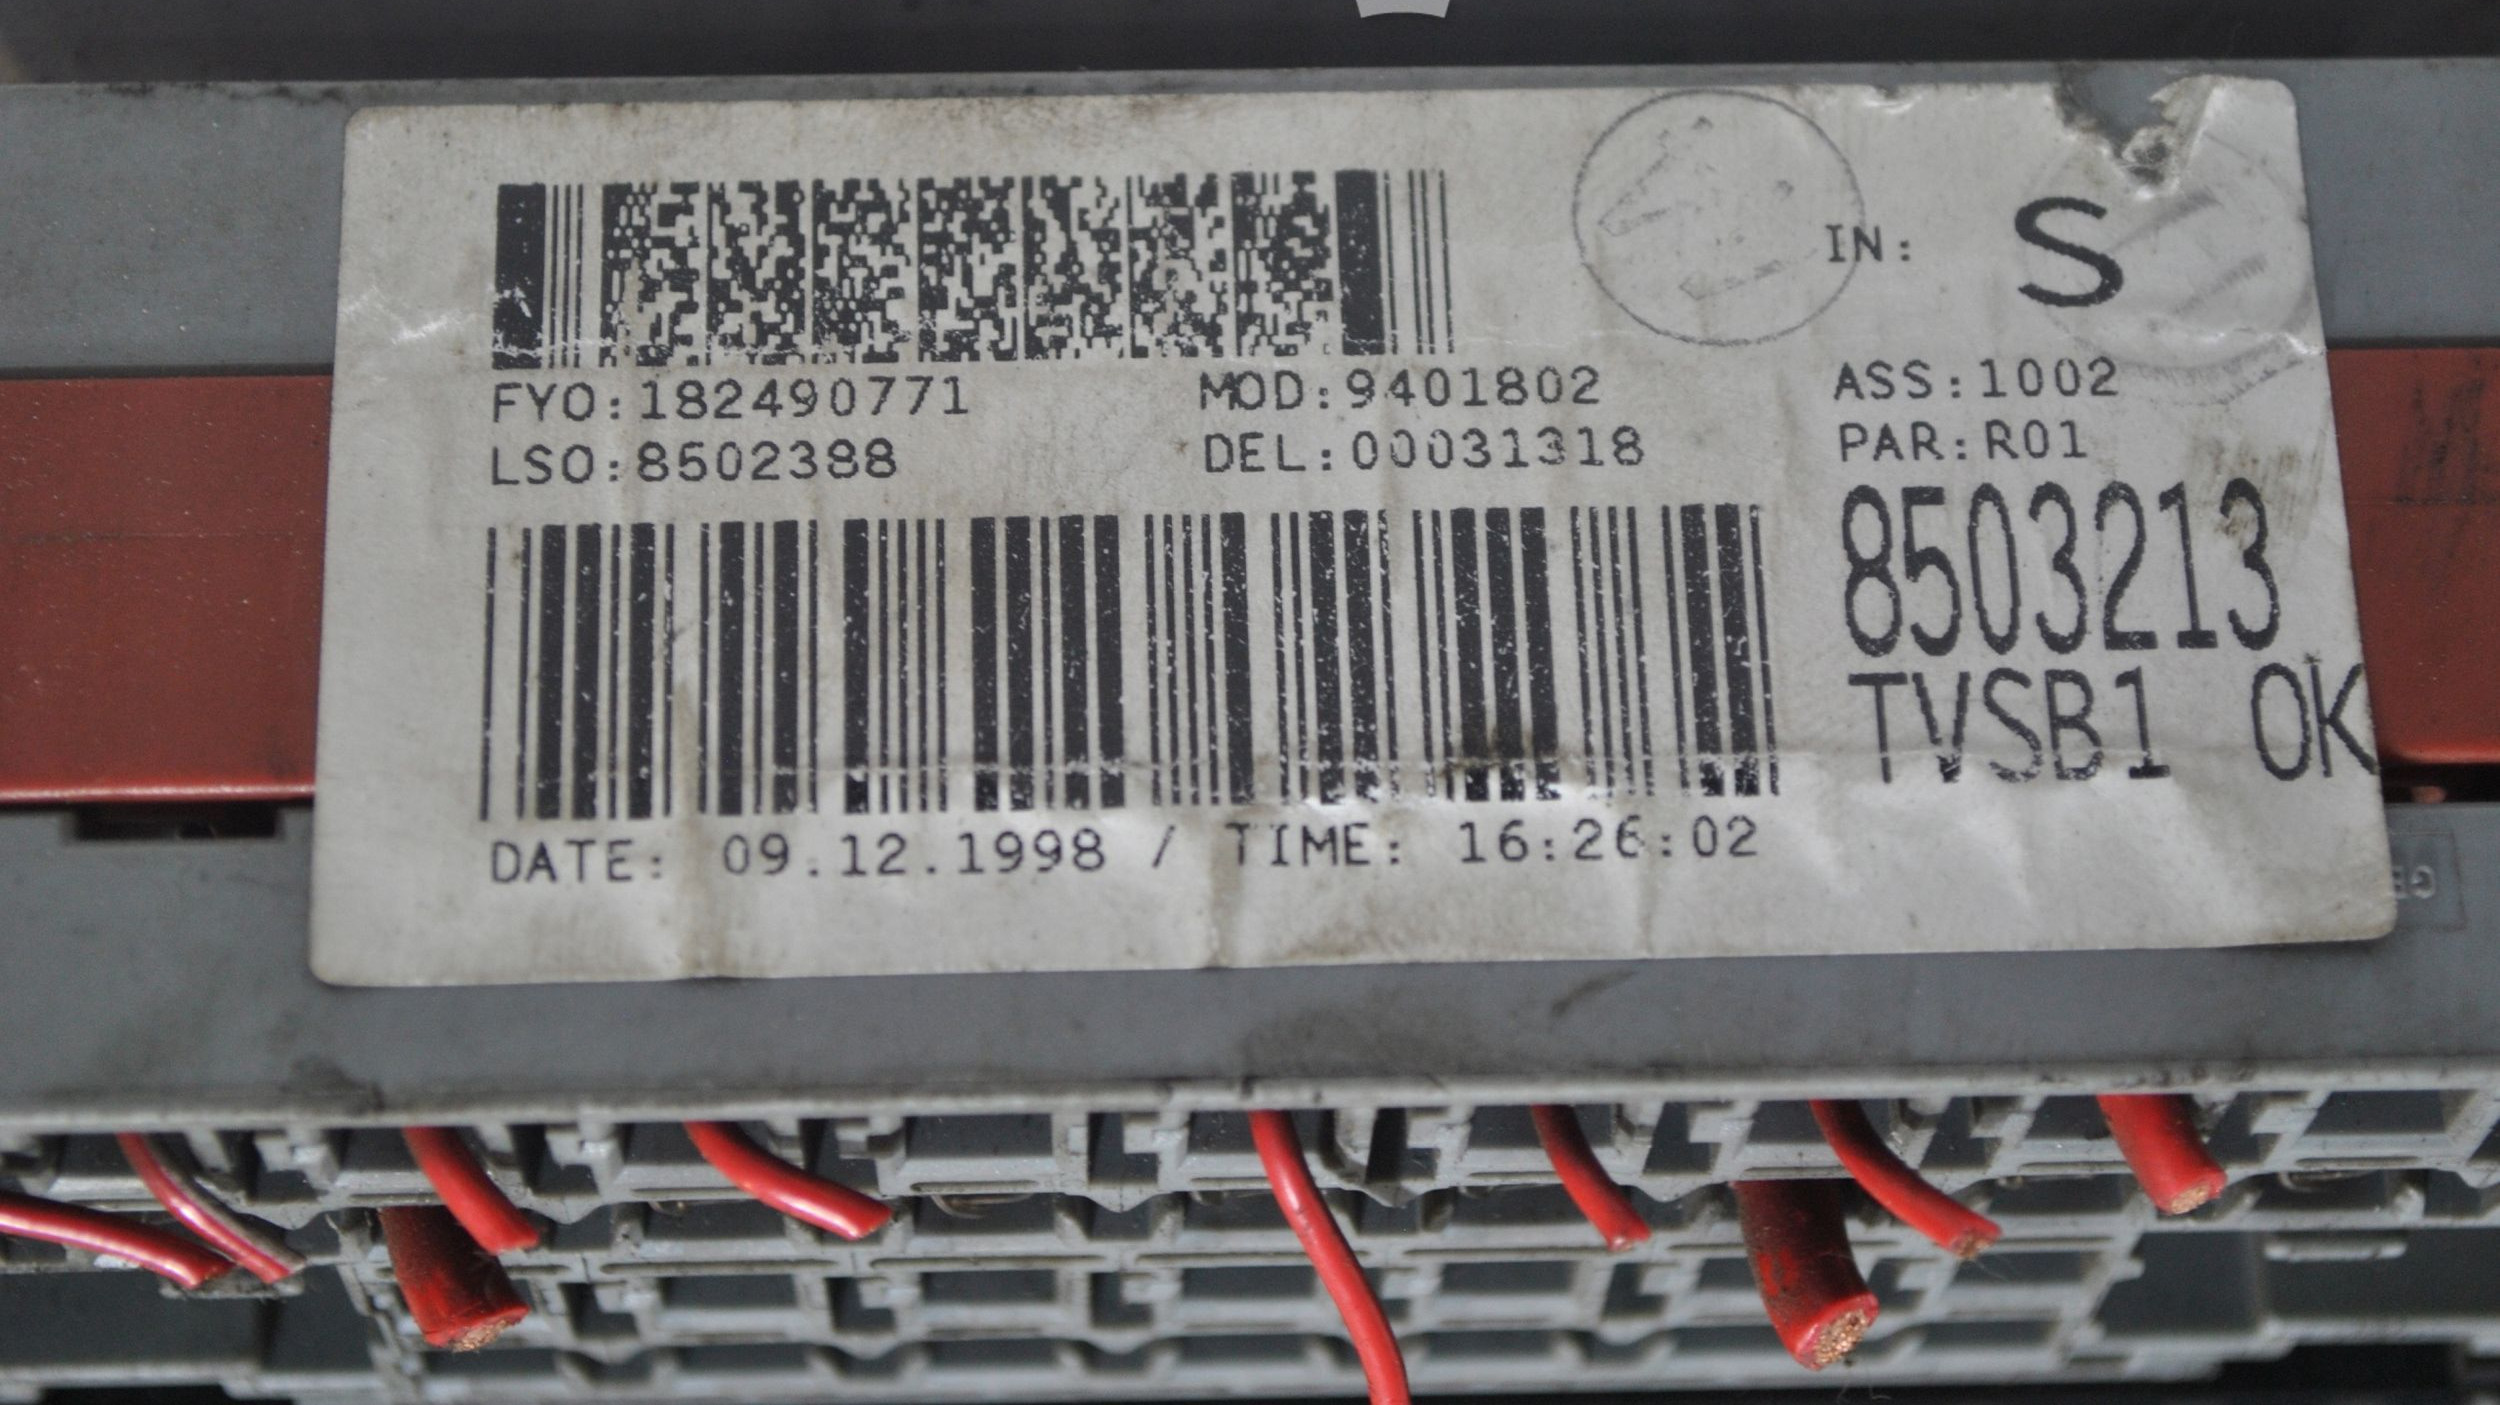 IN: S
FYO:182490771 MOD:9401802 ASS:1002
LSO:8502388 DEL:00031318 PAR:R01
8503213
TVSB1 OK
DATE: 09.12.1998 / TIME: 16:26:02